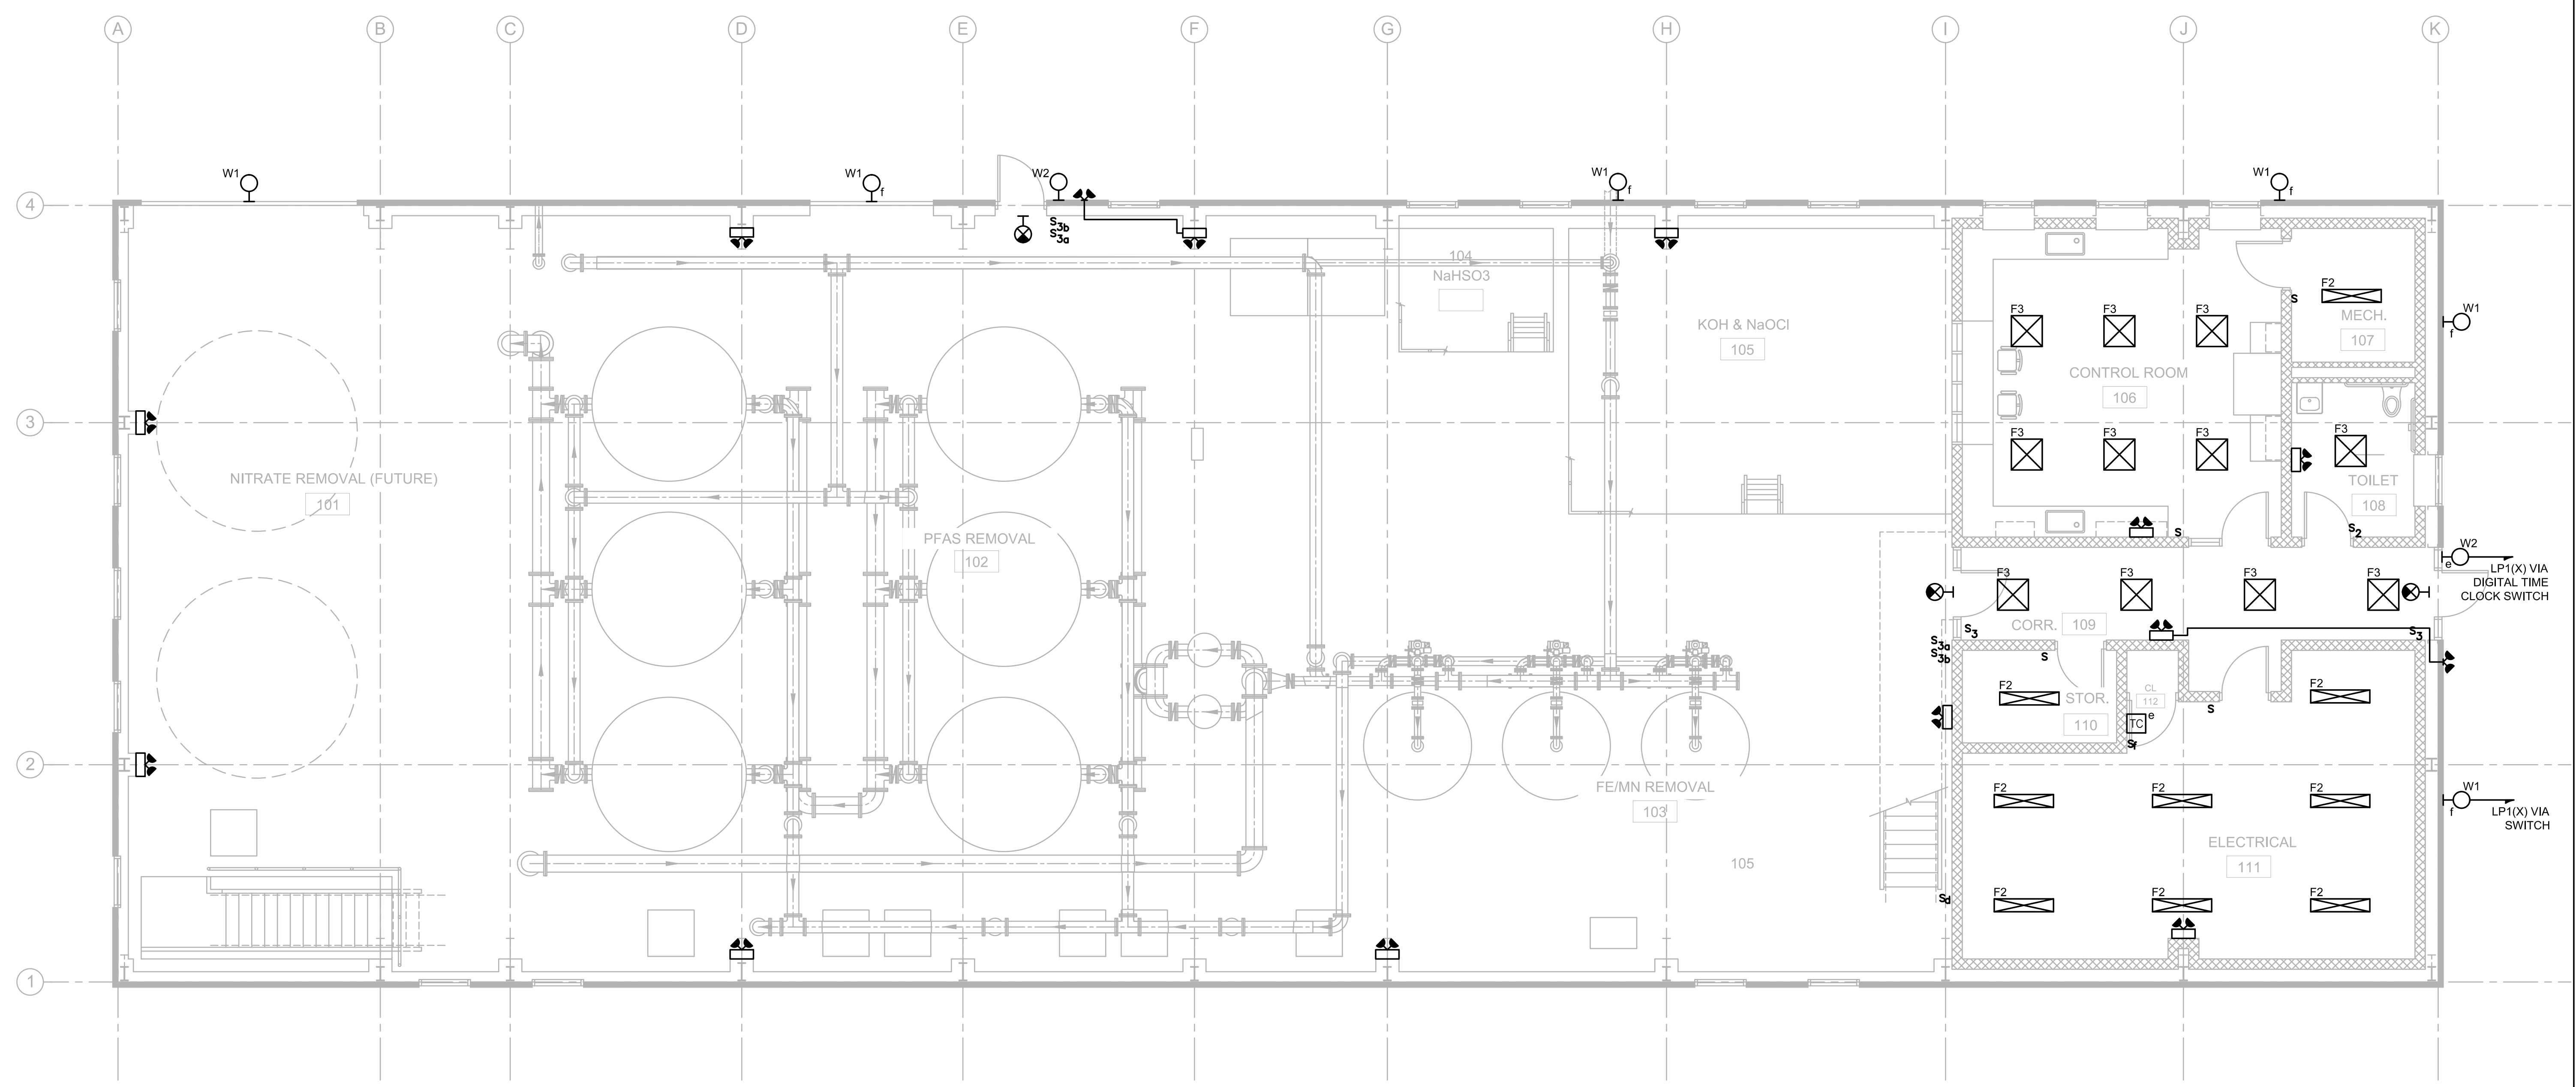 A B C D E F G H I J K
W1
W1
f
W2
W1
f
W1
f
4
S3b
S3a
104
NaHSO3
F2
S
MECH.
107
W1
f
KOH & NaOCl
105
F3 F3 F3
CONTROL ROOM
106
3
F3 F3 F3
F3
TOILET
108
NITRATE REMOVAL (FUTURE)
101
PFAS REMOVAL
102
S
S2
W2
e
LP1(X) VIA
DIGITAL TIME
CLOCK SWITCH
F3 F3 F3 F3
CORR. 109
S3
S3
S3a
S3b
S
F2
STOR.
110
CL
112
TC e
Sf
F2
S
2
FE/MN REMOVAL
103
F2 F2 F2
W1
f
LP1(X) VIA
SWITCH
105
ELECTRICAL
111
Sd
F2 F2 F2
1